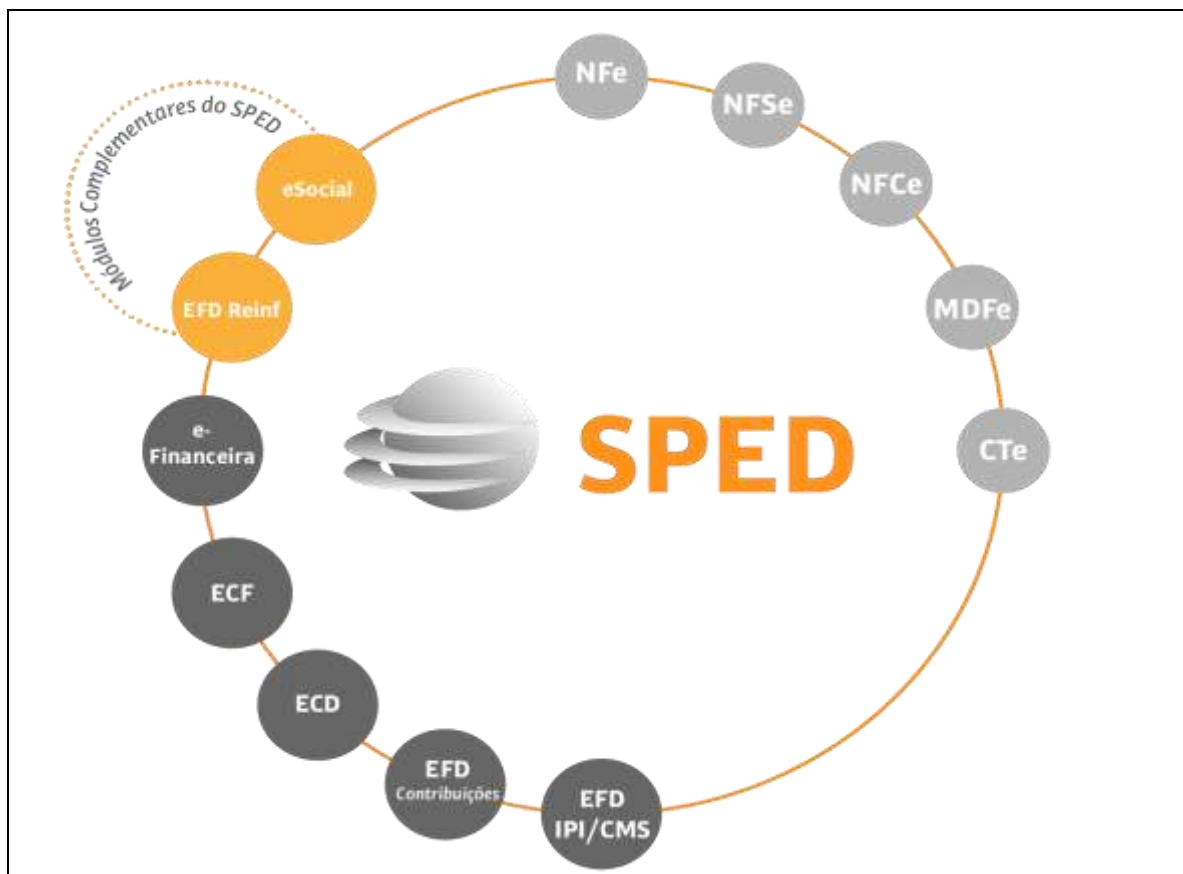 Módulos Complementares do SPED
eSocial
EFD Reinf
e-
Financeira
ECF
ECD
EFD
Contribuições
EFD
IPI/CMS
NFe
NFSe
NFCe
MDFe
CTe
SPED